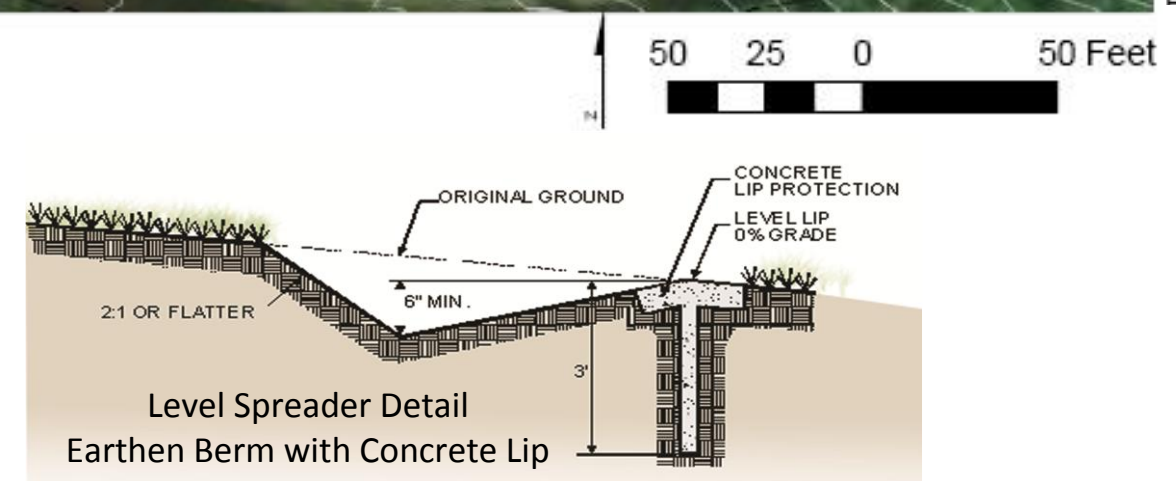 50 25 0 50 Feet
N
ORIGINAL GROUND
CONCRETE
LIP PROTECTION
LEVEL LIP
0% GRADE
2:1 OR FLATTER
6" MIN.
3'
Level Spreader Detail
Earthen Berm with Concrete Lip